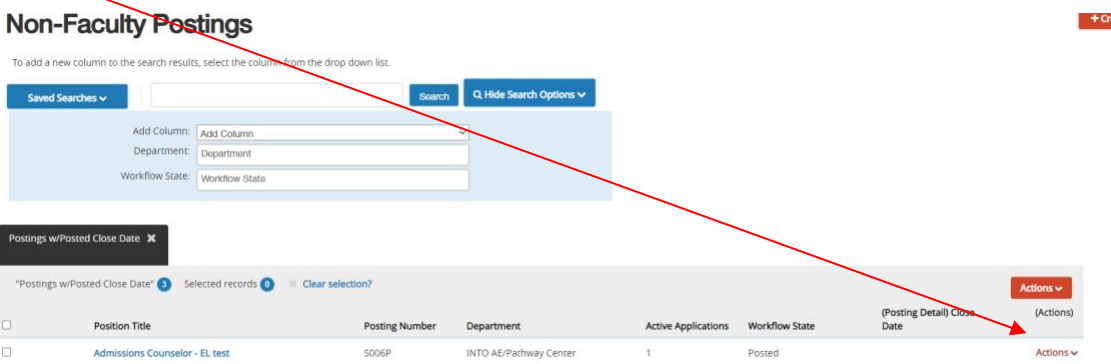 Non-Faculty Postings
+ Cr
To add a new column to the search results, select the column from the drop down list.
Saved Searches
Search
Hide Search Options
Add Column: Add Column
Department: Department
Workflow State: Workflow State
Postings w/Posted Close Date ✖
"Postings w/Posted Close Date" 3 Selected records 0 ✖ Clear selection?
Actions
Position Title Posting Number Department Active Applications Workflow State (Posting Detail) Close Date (Actions)
Admissions Counselor - EL test S006P INTO AE/Pathway Center 1 Posted Actions